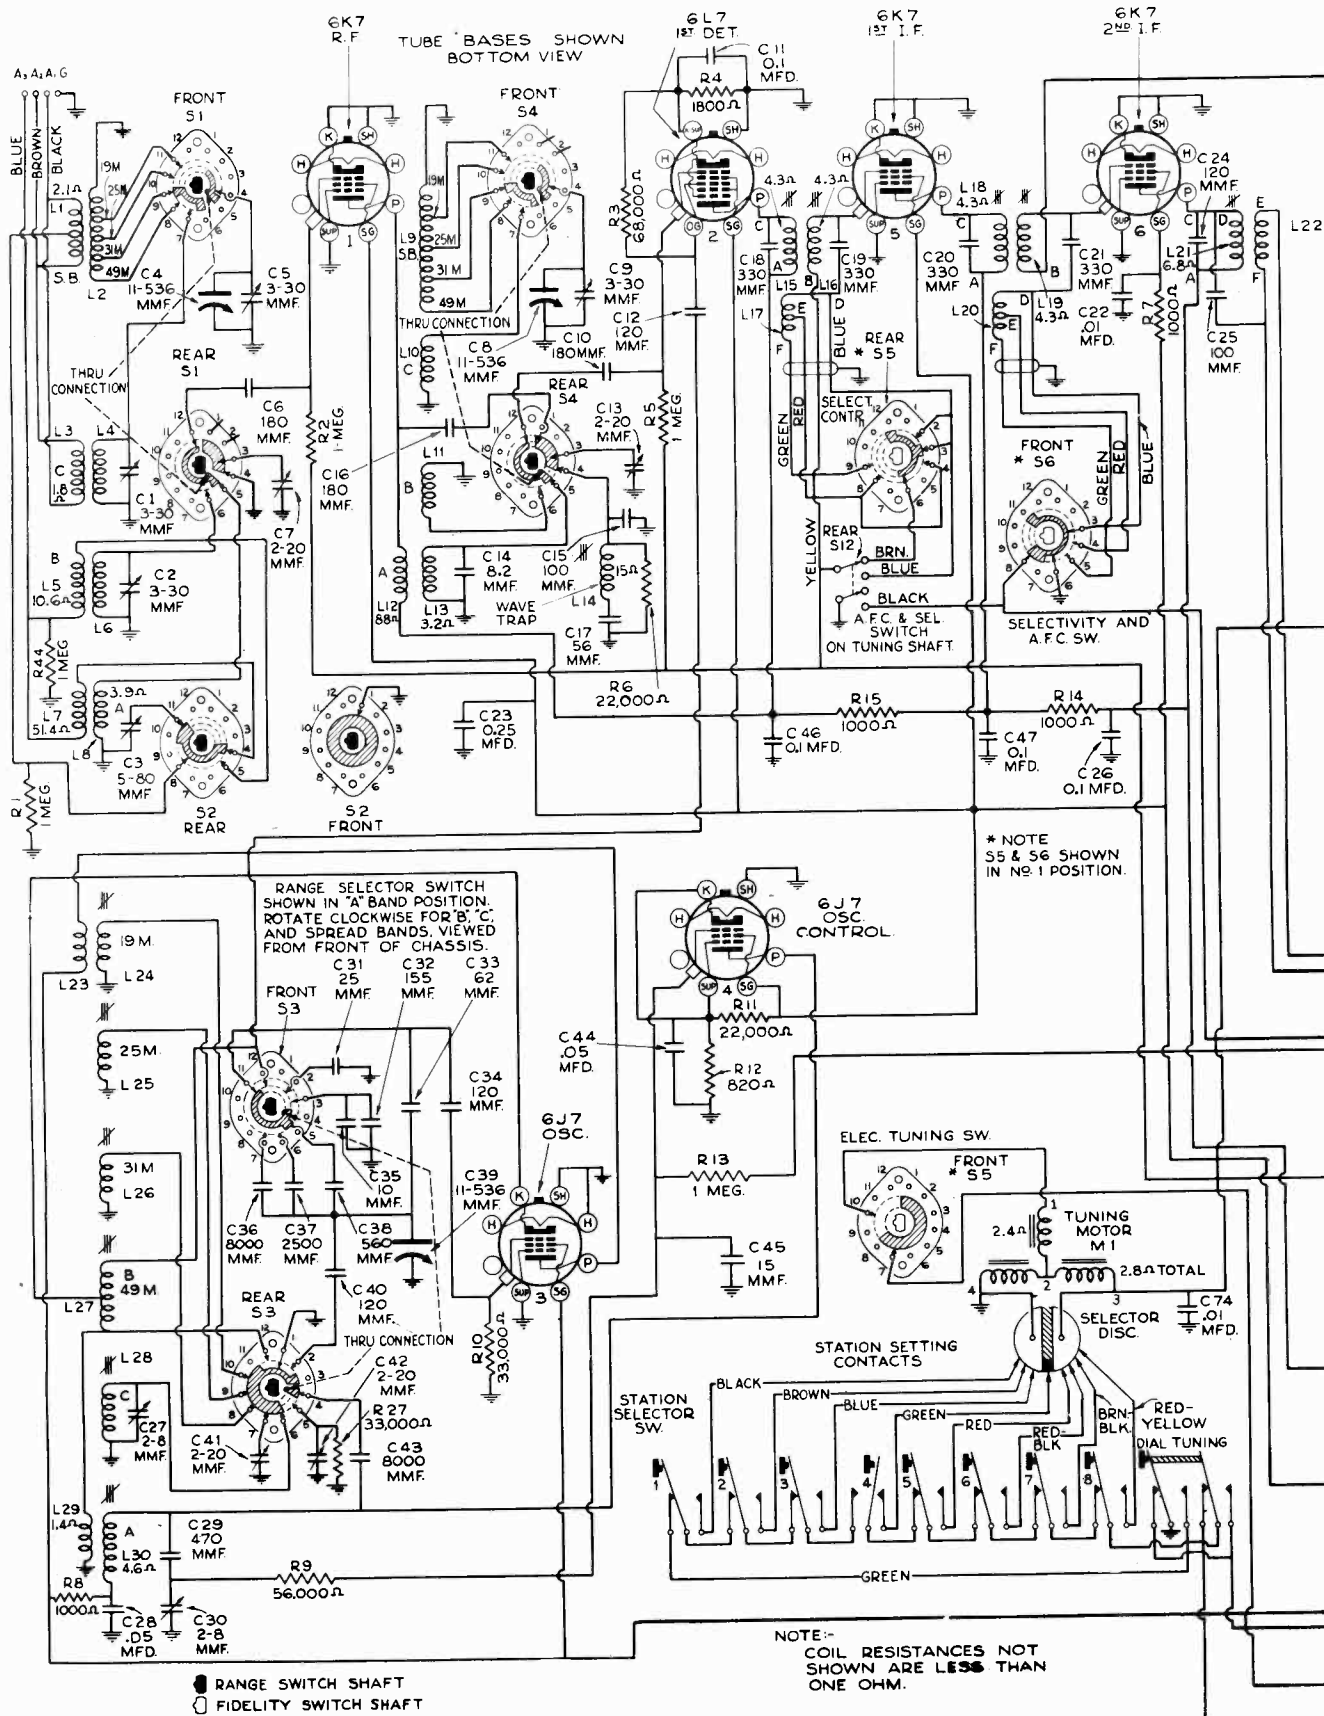 6K7
R.F
TUBE BASES SHOWN
BOTTOM VIEW
6L7
1ST DET.
C11
0.1
MFD.
R4
1800Ω
6K7
1ST I.F.
6K7
2ND I.F.
A3 A2 A1 G
BLUE
BROWN
BLACK
FRONT
S1
FRONT
S4
2.1Ω
L1
S.B.
19M
25M
31M
49M
L2
C4
11-536
MMF.
C5
3-30
MMF.
REAR
S1
THRU
CONNECTION
C6
180
MMF.
R2
1 MEG.
L3
L4
C
1.8
Ω
C1
3-30
MMF
C7
2-20
MMF.
B
L5
10.6Ω
C2
3-30
MMF
L6
R44
1 MEG
L7
51.4Ω
3.9Ω
A
L8
C3
5-80
MMF
R1
1 MEG.
S2
REAR
S2
FRONT
L9
S.B.
19M
25M
31M
49M
THRU CONNECTION
C8
11-536
MMF.
C9
3-30
MMF.
C10
180MMF.
L10
C
REAR
S4
C16
180
MMF.
L11
B
C13
2-20
MMF.
A
L12
88Ω
L13
3.2Ω
C14
8.2
MMF.
C15
100
MMF.
15Ω
L14
WAVE
TRAP
C17
56
MMF.
R6
22,000Ω
R3
68,000Ω
C12
120
MMF.
R5
1 MEG.
4.3Ω
4.3Ω
C18
330
MMF.
L15
L16
C19
330
MMF.
L17
BLUE
REAR
* S5
SELECT.
CONTR.
GREEN
RED
YELLOW
REAR
S12
BRN.
BLUE
BLACK
A.F.C. & SEL.
SWITCH
ON TUNING SHAFT.
L18
4.3Ω
C20
330
MMF.
L19
4.3Ω
C21
330
MMF.
L20
C22
.01
MFD.
R7
1000Ω
C24
120
MMF.
L21
6.8Ω
C25
100
MMF.
L22
FRONT
* S6
GREEN
RED
BLUE
SELECTIVITY AND
A.F.C. SW.
C23
0.25
MFD.
C46
0.1 MFD.
R15
1000Ω
C47
0.1
MFD.
R14
1000Ω
C26
0.1 MFD.
* NOTE
S5 & S6 SHOWN
IN NO. 1 POSITION.
RANGE SELECTOR SWITCH
SHOWN IN "A" BAND POSITION.
ROTATE CLOCKWISE FOR "B", "C",
AND SPREAD BANDS, VIEWED
FROM FRONT OF CHASSIS.
19M.
L23
L24
25M.
L25
31M
L26
B
49M
L27
L28
C
C27
2-8
MMF.
L29
1.4Ω
A
L30
4.6Ω
C29
470
MMF.
R8
1000Ω
C28
.05
MFD.
C30
2-8
MMF.
R9
56,000Ω
FRONT
S3
C31
25
MMF.
C32
155
MMF.
C33
62
MMF.
C34
120
MMF.
C35
10
MMF.
C36
8000
MMF.
C37
2500
MMF.
C38
560
MMF.
C39
11-536
MMF.
C40
120
MMF.
REAR
S3
THRU CONNECTION
C41
2-20
MMF.
C42
2-20
MMF.
R27
33,000Ω
C43
8000
MMF.
R10
33,000Ω
6J7
OSC.
6J7
OSC.
CONTROL.
C44
.05
MFD.
R11
22,000Ω
R12
820Ω
R13
1 MEG.
C45
15
MMF.
ELEC. TUNING SW.
FRONT
* S5
TUNING
MOTOR
M1
2.4Ω
2.8Ω TOTAL
C74
.01
MFD.
SELECTOR
DISC.
STATION SETTING
CONTACTS
STATION
SELECTOR
SW.
BLACK
BROWN
BLUE
GREEN
RED
RED-
BLK
BRN.-
BLK
RED-
YELLOW
DIAL TUNING
1 2 3 4 5 6 7 8
GREEN
NOTE:-
COIL RESISTANCES NOT
SHOWN ARE LESS THAN
ONE OHM.
RANGE SWITCH SHAFT
FIDELITY SWITCH SHAFT